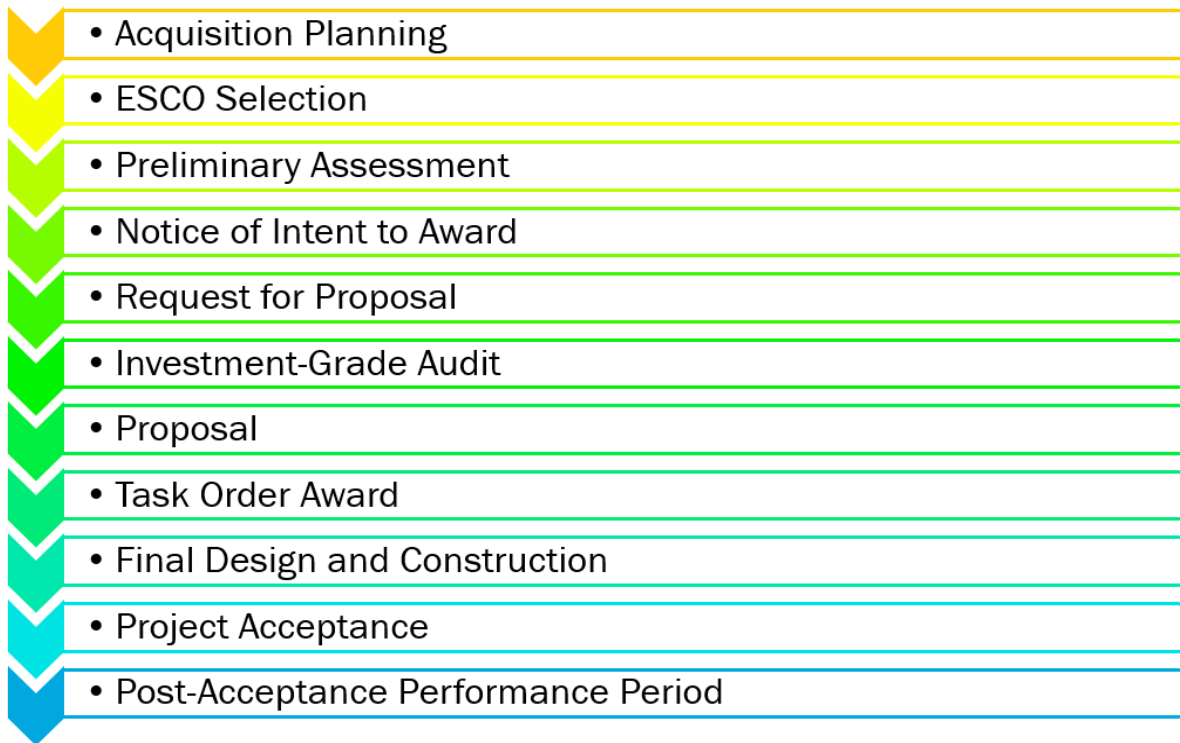 • Acquisition Planning
• ESCO Selection
• Preliminary Assessment
• Notice of Intent to Award
• Request for Proposal
• Investment-Grade Audit
• Proposal
• Task Order Award
• Final Design and Construction
• Project Acceptance
• Post-Acceptance Performance Period